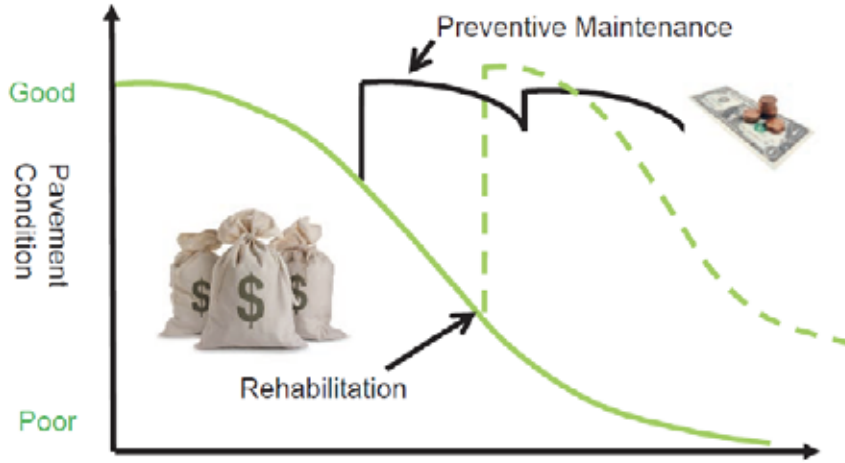 Preventive Maintenance
Good
Pavement
Condition
$ $ $
Rehabilitation
Poor